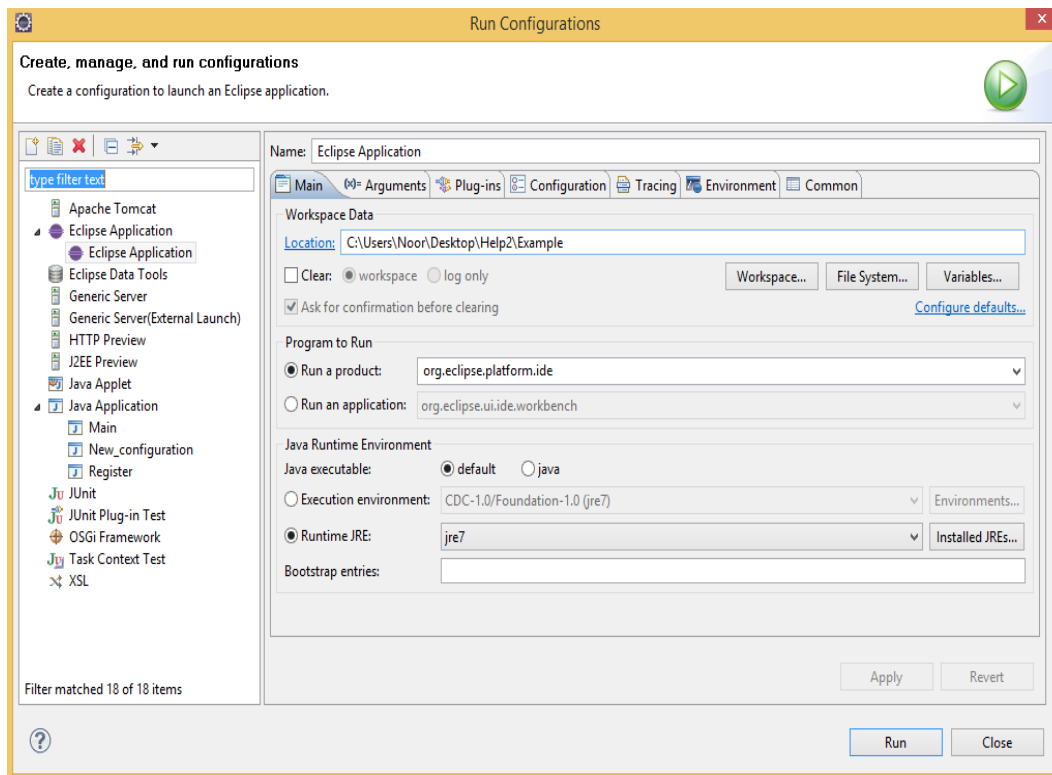 Run Configurations
x
Create, manage, and run configurations
Create a configuration to launch an Eclipse application.
type filter text
Apache Tomcat
Eclipse Application
Eclipse Application
Eclipse Data Tools
Generic Server
Generic Server(External Launch)
HTTP Preview
J2EE Preview
Java Applet
Java Application
Main
New_configuration
Register
JUnit
JUnit Plug-in Test
OSGi Framework
Task Context Test
XSL
Filter matched 18 of 18 items
Name: Eclipse Application
Main (x)= Arguments Plug-ins Configuration Tracing Environment Common
Workspace Data
Location: C:\Users\Noor\Desktop\Help2\Example
Clear: workspace log only Workspace... File System... Variables...
Ask for confirmation before clearing Configure defaults...
Program to Run
Run a product: org.eclipse.platform.ide
Run an application: org.eclipse.ui.ide.workbench
Java Runtime Environment
Java executable: default java
Execution environment: CDC-1.0/Foundation-1.0 (jre7) Environments...
Runtime JRE: jre7 Installed JREs...
Bootstrap entries:
Apply Revert
? Run Close